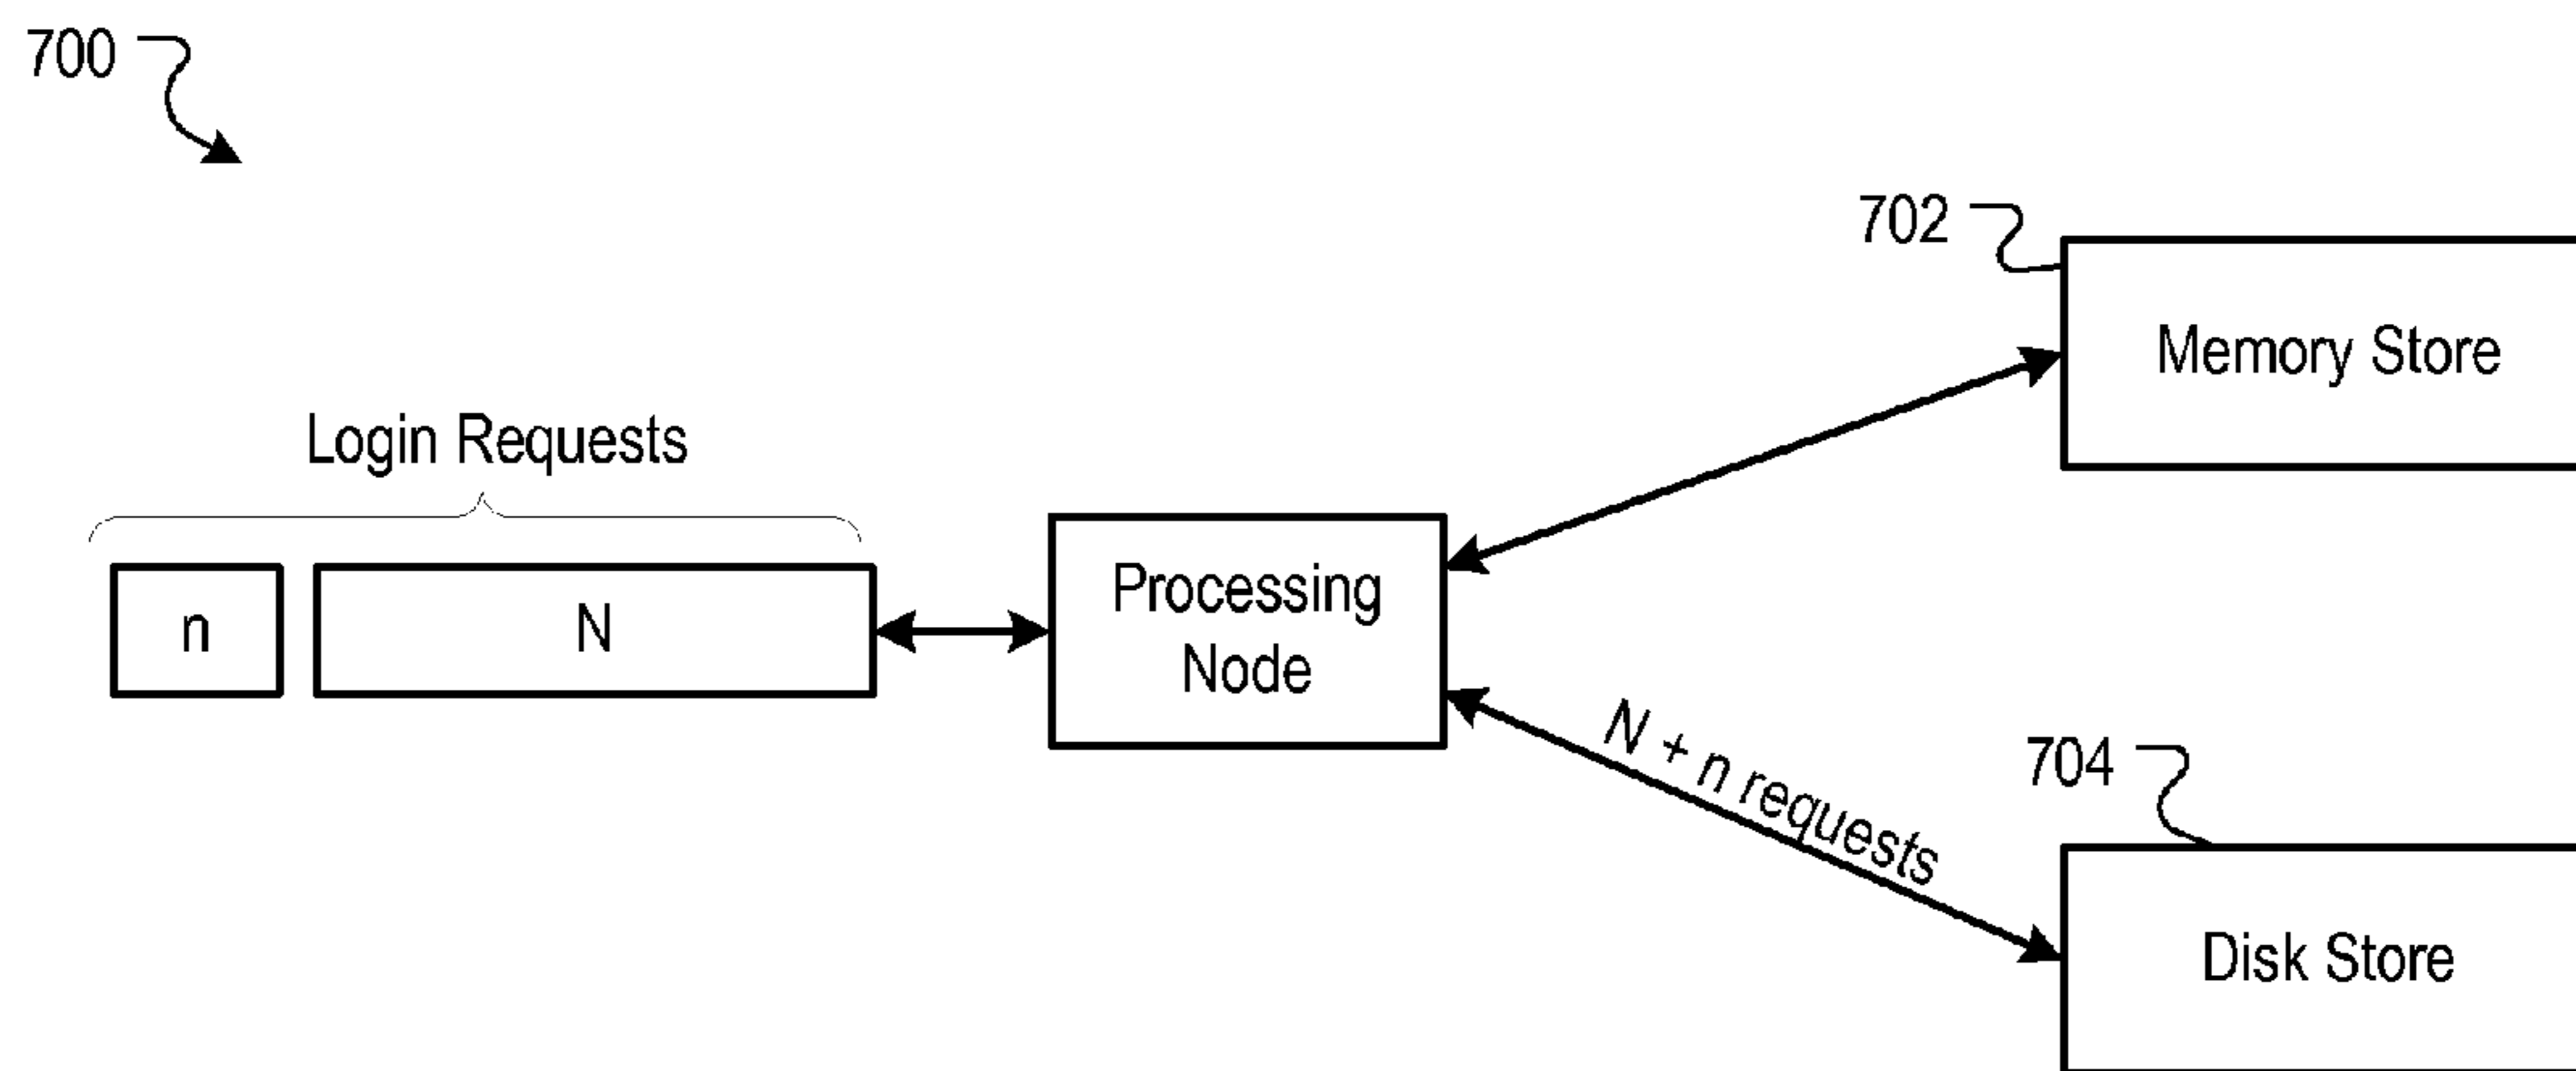 700
702
Memory Store
Login Requests
n
N
Processing
Node
N + n requests
704
Disk Store